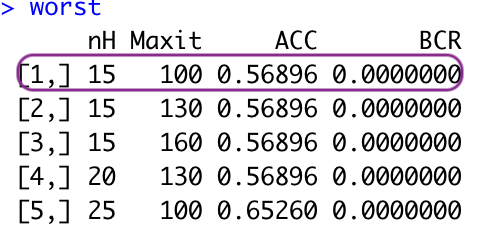 > worst
nH Maxit ACC BCR
[1,] 15 100 0.56896 0.0000000
[2,] 15 130 0.56896 0.0000000
[3,] 15 160 0.56896 0.0000000
[4,] 20 130 0.56896 0.0000000
[5,] 25 100 0.65260 0.0000000